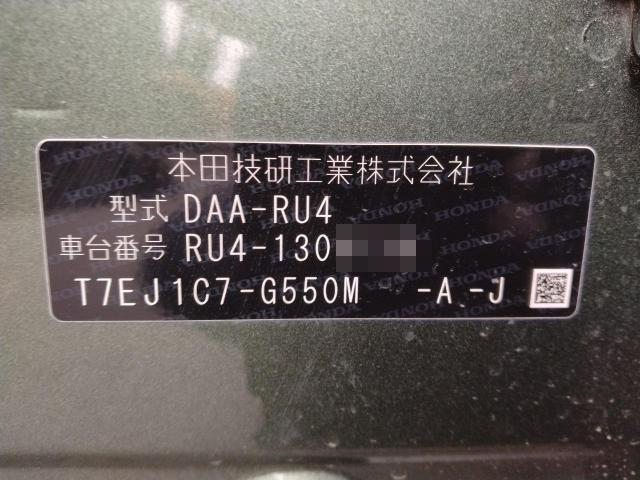 本田技研工業株式会社
型式 DAA-RU4
車台番号 RU4-130
T7EJ1C7-G550M -A -J